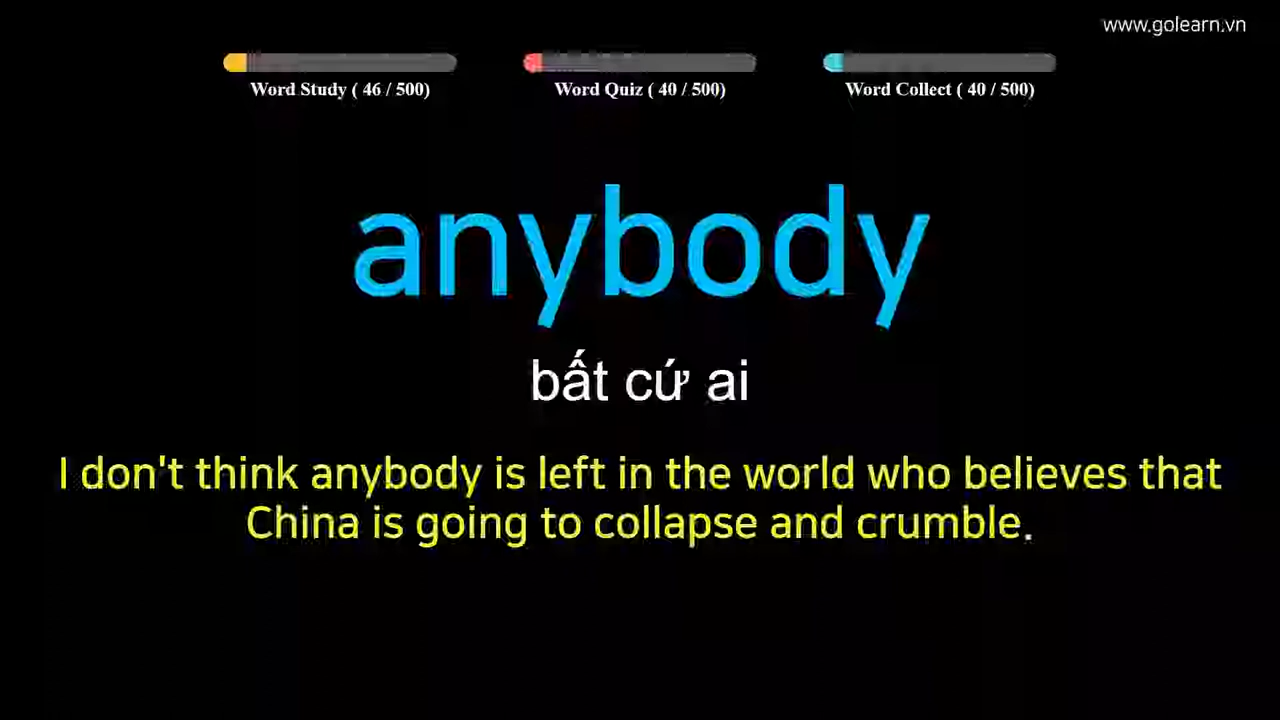 www.golearn.vn
Word Study ( 46 / 500)
Word Quiz ( 40 / 500)
Word Collect ( 40 / 500)
anybody
bất cứ ai
I don't think anybody is left in the world who believes that
China is going to collapse and crumble.